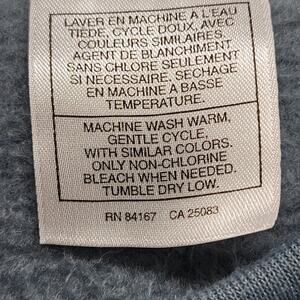 LAVER EN MACHINE A L'EAU
TIEDE, CYCLE DOUX, AVEC
COULEURS SIMILAIRES.
AGENT DE BLANCHIMENT
SANS CHLORE SEULEMENT
SI NECESSAIRE. SECHAGE
EN MACHINE A BASSE
TEMPERATURE.
MACHINE WASH WARM,
GENTLE CYCLE,
WITH SIMILAR COLORS.
ONLY NON-CHLORINE
BLEACH WHEN NEEDED.
TUMBLE DRY LOW.
RN 84167 CA 25083